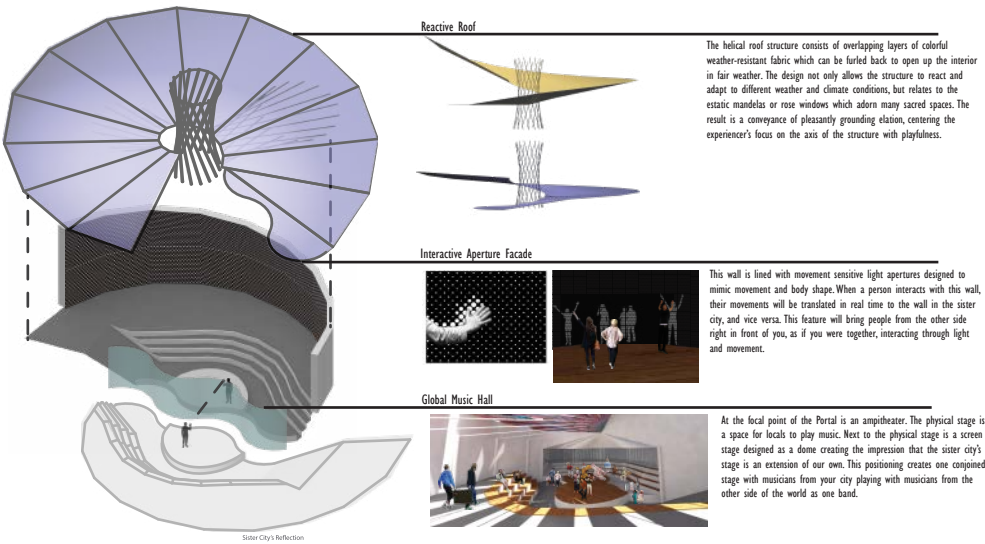 Reactive Roof
The helical roof structure consists of overlapping layers of colorful
weather-resistant fabric which can be furled back to open up the interior
in fair weather. The design not only allows the structure to react and
adapt to different weather and climate conditions, but relates to the
estatic mandelas or rose windows which adorn many sacred spaces. The
result is a conveyance of pleasantly grounding elation, centering the
experiencer's focus on the axis of the structure with playfulness.
Interactive Aperture Facade
This wall is lined with movement sensitive light apertures designed to
mimic movement and body shape. When a person interacts with this wall,
their movements will be translated in real time to the wall in the sister
city, and vice versa. This feature will bring people from the other side
right in front of you, as if you were together, interacting through light
and movement.
Global Music Hall
At the focal point of the Portal is an ampitheater. The physical stage is
a space for locals to play music. Next to the physical stage is a screen
stage designed as a dome creating the impression that the sister city's
stage is an extension of our own. This positioning creates one conjoined
stage with musicians from your city playing with musicians from the
other side of the world as one band.
Sister City's Reflection